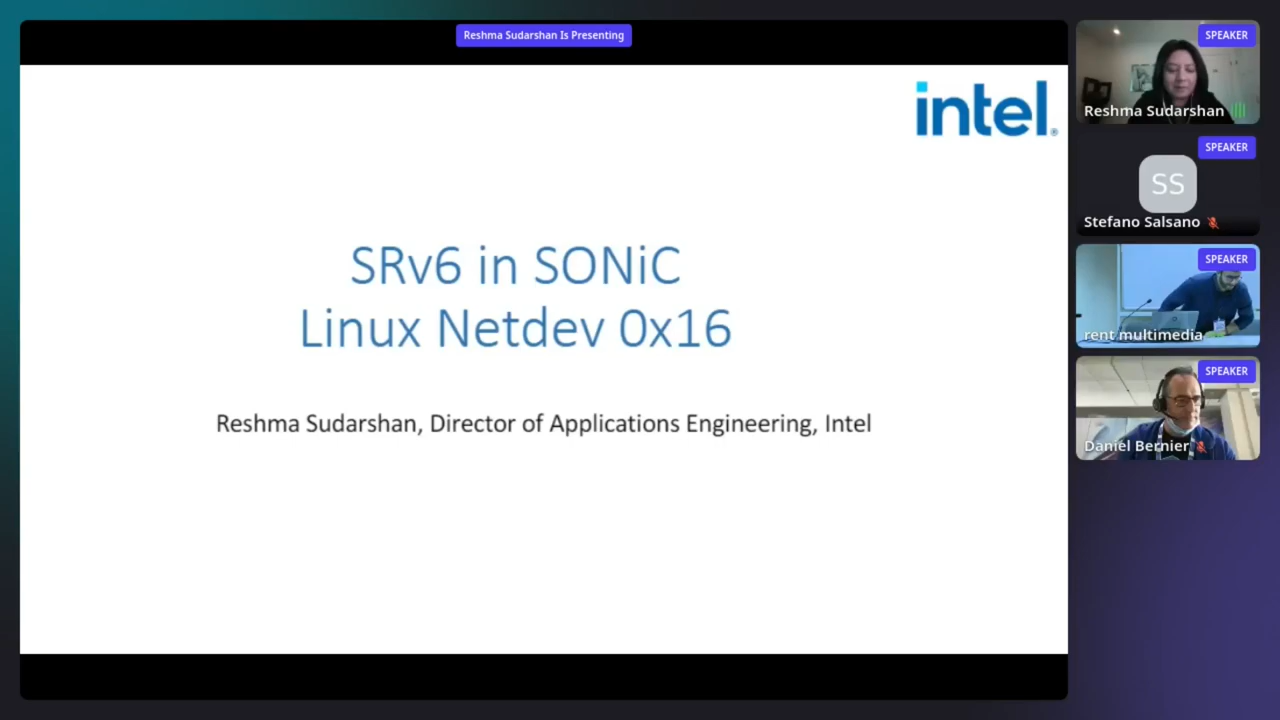 Reshma Sudarshan Is Presenting
intel®
SRv6 in SONiC
Linux Netdev 0x16
Reshma Sudarshan, Director of Applications Engineering, Intel
SPEAKER
Reshma Sudarshan
SPEAKER
SS
Stefano Salsano
SPEAKER
rent multimedia
SPEAKER
Daniel Bernier